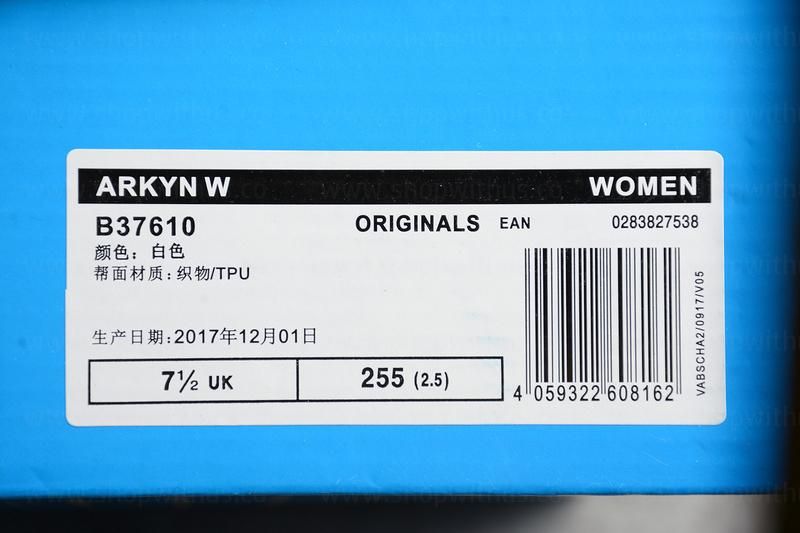 ARKYN W WOMEN
B37610 ORIGINALS EAN 0283827538
颜色：白色
帮面材质：织物/TPU
生产日期:2017年12月01日
7½ UK 255 (2.5)
4 059322 608162
VABSCHA2/0917/V05